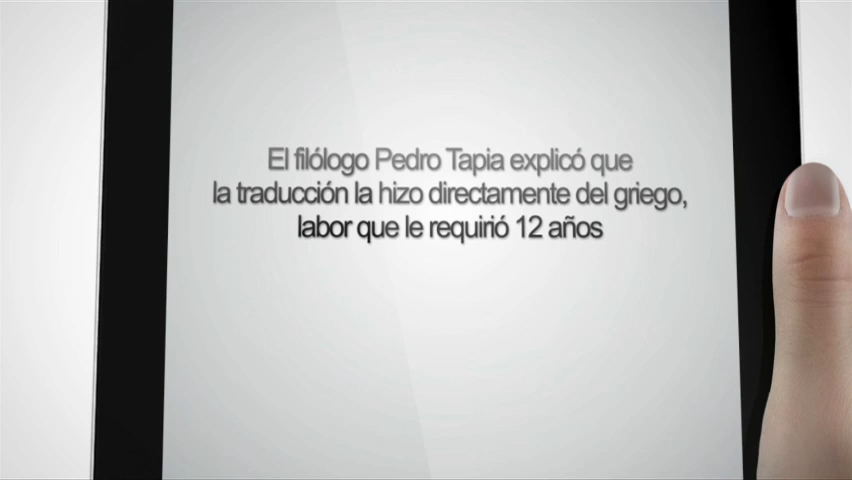 El filólogo Pedro Tapia explicó que
la traducción la hizo directamente del griego,
labor que le requirió 12 años